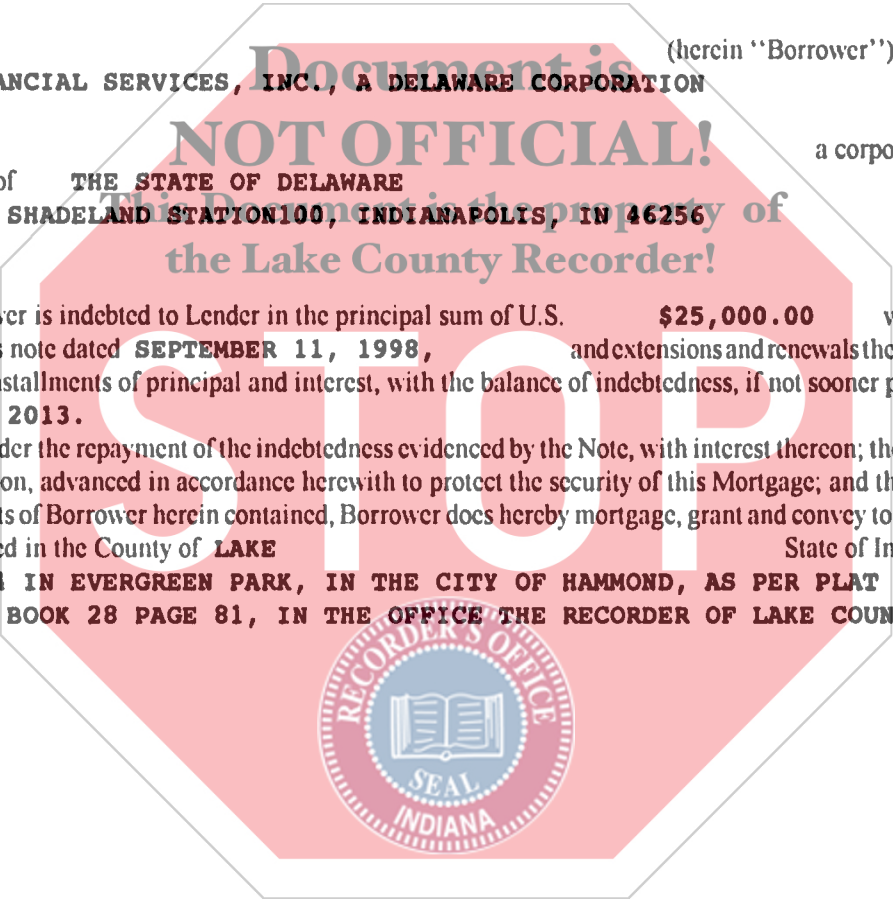 (herein ‘‘Borrower’’)
Document is
ANCIAL SERVICES, INC., A DELAWARE CORPORATION
NOT OFFICIAL!
a corpo
of THE STATE OF DELAWARE
This Document is the property of
SHADELAND STATION100, INDIANAPOLIS, IN 46256
the Lake County Recorder!
ver is indebted to Lender in the principal sum of U.S. $25,000.00
s note dated SEPTEMBER 11, 1998, and extensions and renewals the
nstallments of principal and interest, with the balance of indebtedness, if not sooner p
2013.
der the repayment of the indebtedness evidenced by the Note, with interest thereon; the
on, advanced in accordance herewith to protect the security of this Mortgage; and th
ts of Borrower herein contained, Borrower does hereby mortgage, grant and convey to
ed in the County of LAKE State of In
IN EVERGREEN PARK, IN THE CITY OF HAMMOND, AS PER PLAT
BOOK 28 PAGE 81, IN THE OFFICE THE RECORDER OF LAKE COUN
STOP
RECORDER'S OFFICE
SEAL
INDIANA